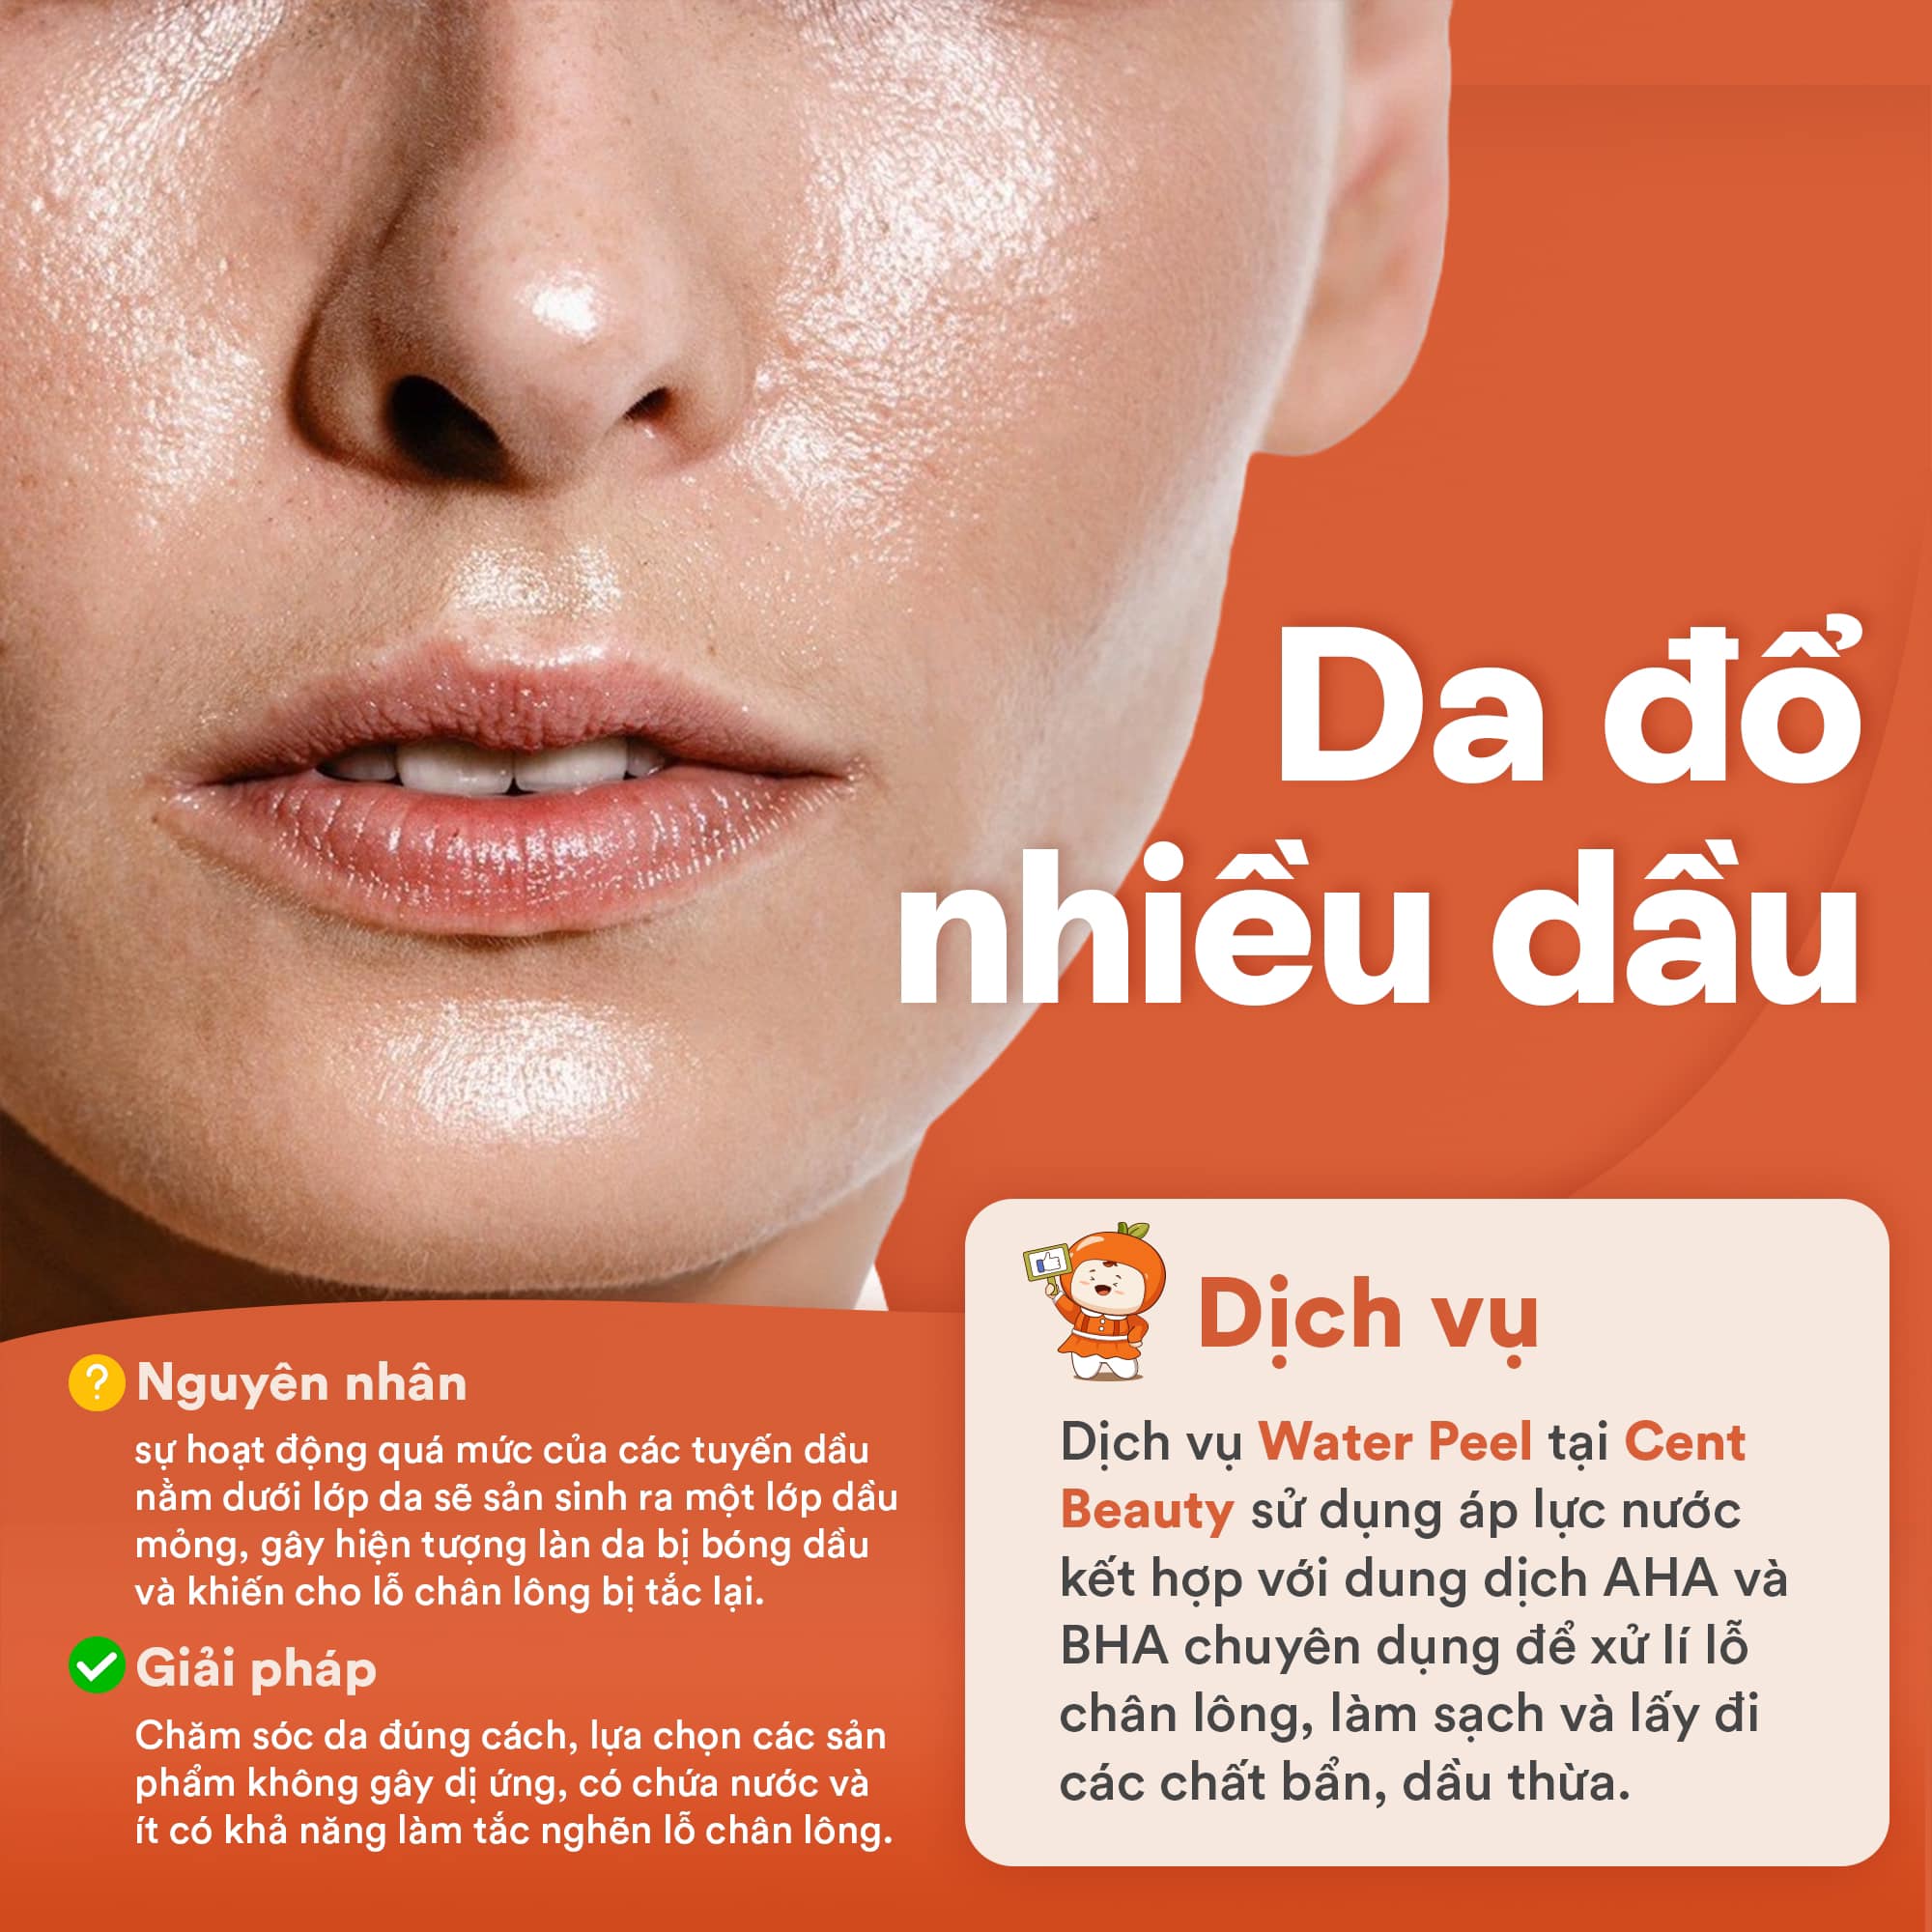 Da đổ
nhiều dầu
Nguyên nhân
sự hoạt động quá mức của các tuyến dầu
nằm dưới lớp da sẽ sản sinh ra một lớp dầu
mỏng, gây hiện tượng làn da bị bóng dầu
và khiến cho lỗ chân lông bị tắc lại.
Giải pháp
Chăm sóc da đúng cách, lựa chọn các sản
phẩm không gây dị ứng, có chứa nước và
ít có khả năng làm tắc nghẽn lỗ chân lông.
Dịch vụ
Dịch vụ Water Peel tại Cent
Beauty sử dụng áp lực nước
kết hợp với dung dịch AHA và
BHA chuyên dụng để xử lí lỗ
chân lông, làm sạch và lấy đi
các chất bẩn, dầu thừa.